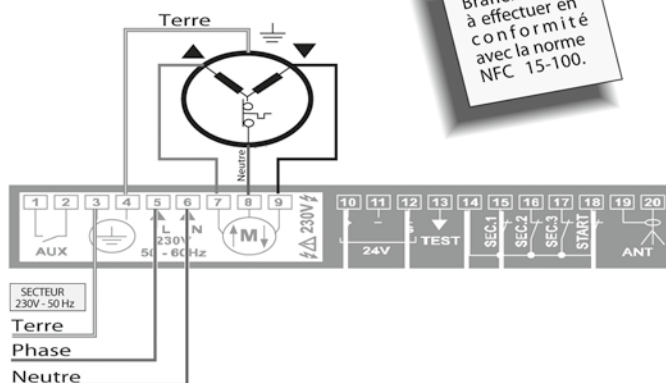 Terre
à effectuer en
conformité
avec la norme
NFC 15-100.
Neutre
1 2 3 4 5 6 7 8 9 10 11 12 13 14 15 16 17 18 19 20
AUX
L N
230V
50 - 60Hz
M
230V
24V
TEST
SEC.1
SEC.2
SEC.3
START
ANT
SECTEUR
230V - 50 Hz
Terre
Phase
Neutre